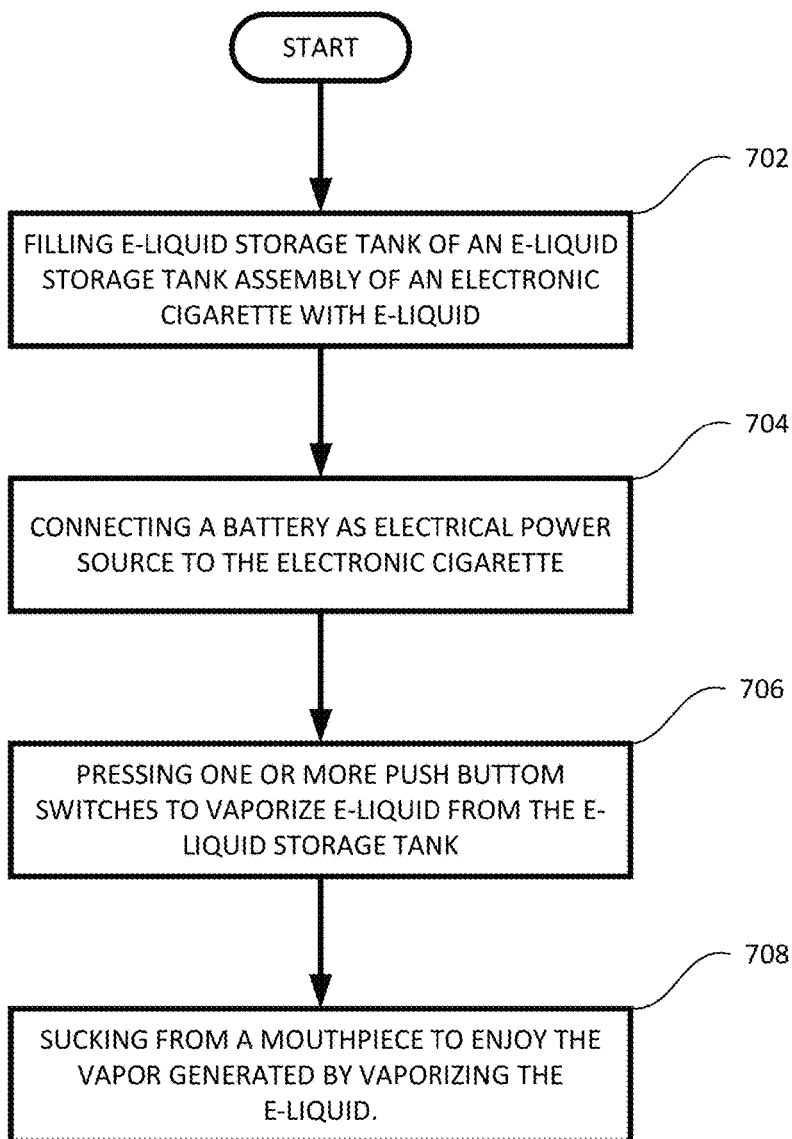 START
702
FILLING E-LIQUID STORAGE TANK OF AN E-LIQUID
STORAGE TANK ASSEMBLY OF AN ELECTRONIC
CIGARETTE WITH E-LIQUID
704
CONNECTING A BATTERY AS ELECTRICAL POWER
SOURCE TO THE ELECTRONIC CIGARETTE
706
PRESSING ONE OR MORE PUSH BUTTOM
SWITCHES TO VAPORIZE E-LIQUID FROM THE E-
LIQUID STORAGE TANK
708
SUCKING FROM A MOUTHPIECE TO ENJOY THE
VAPOR GENERATED BY VAPORIZING THE
E-LIQUID.